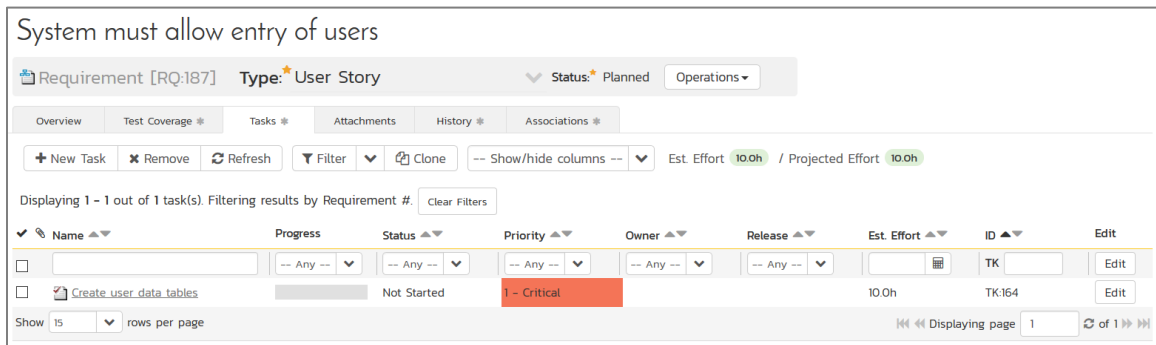 System must allow entry of users
Requirement [RQ:187] Type: User Story Status: Planned Operations
Overview Test Coverage Tasks Attachments History Associations
New Task Remove Refresh Filter Clone -- Show/hide columns -- Est. Effort 10.0h / Projected Effort 10.0h
Displaying 1 - 1 out of 1 task(s). Filtering results by Requirement #. Clear Filters
Name Progress Status Priority Owner Release Est. Effort ID Edit
-- Any -- -- Any -- -- Any -- -- Any -- -- Any -- TK Edit
Create user data tables Not Started 1 - Critical 10.0h TK:164 Edit
Show 15 rows per page Displaying page 1 of 1